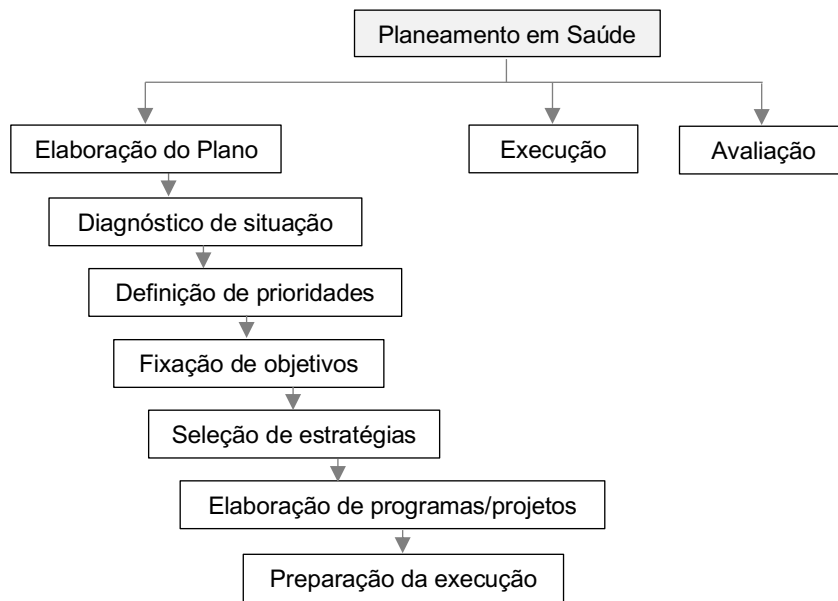 Planeamento em Saúde
Elaboração do Plano
Execução
Avaliação
Diagnóstico de situação
Definição de prioridades
Fixação de objetivos
Seleção de estratégias
Elaboração de programas/projetos
Preparação da execução